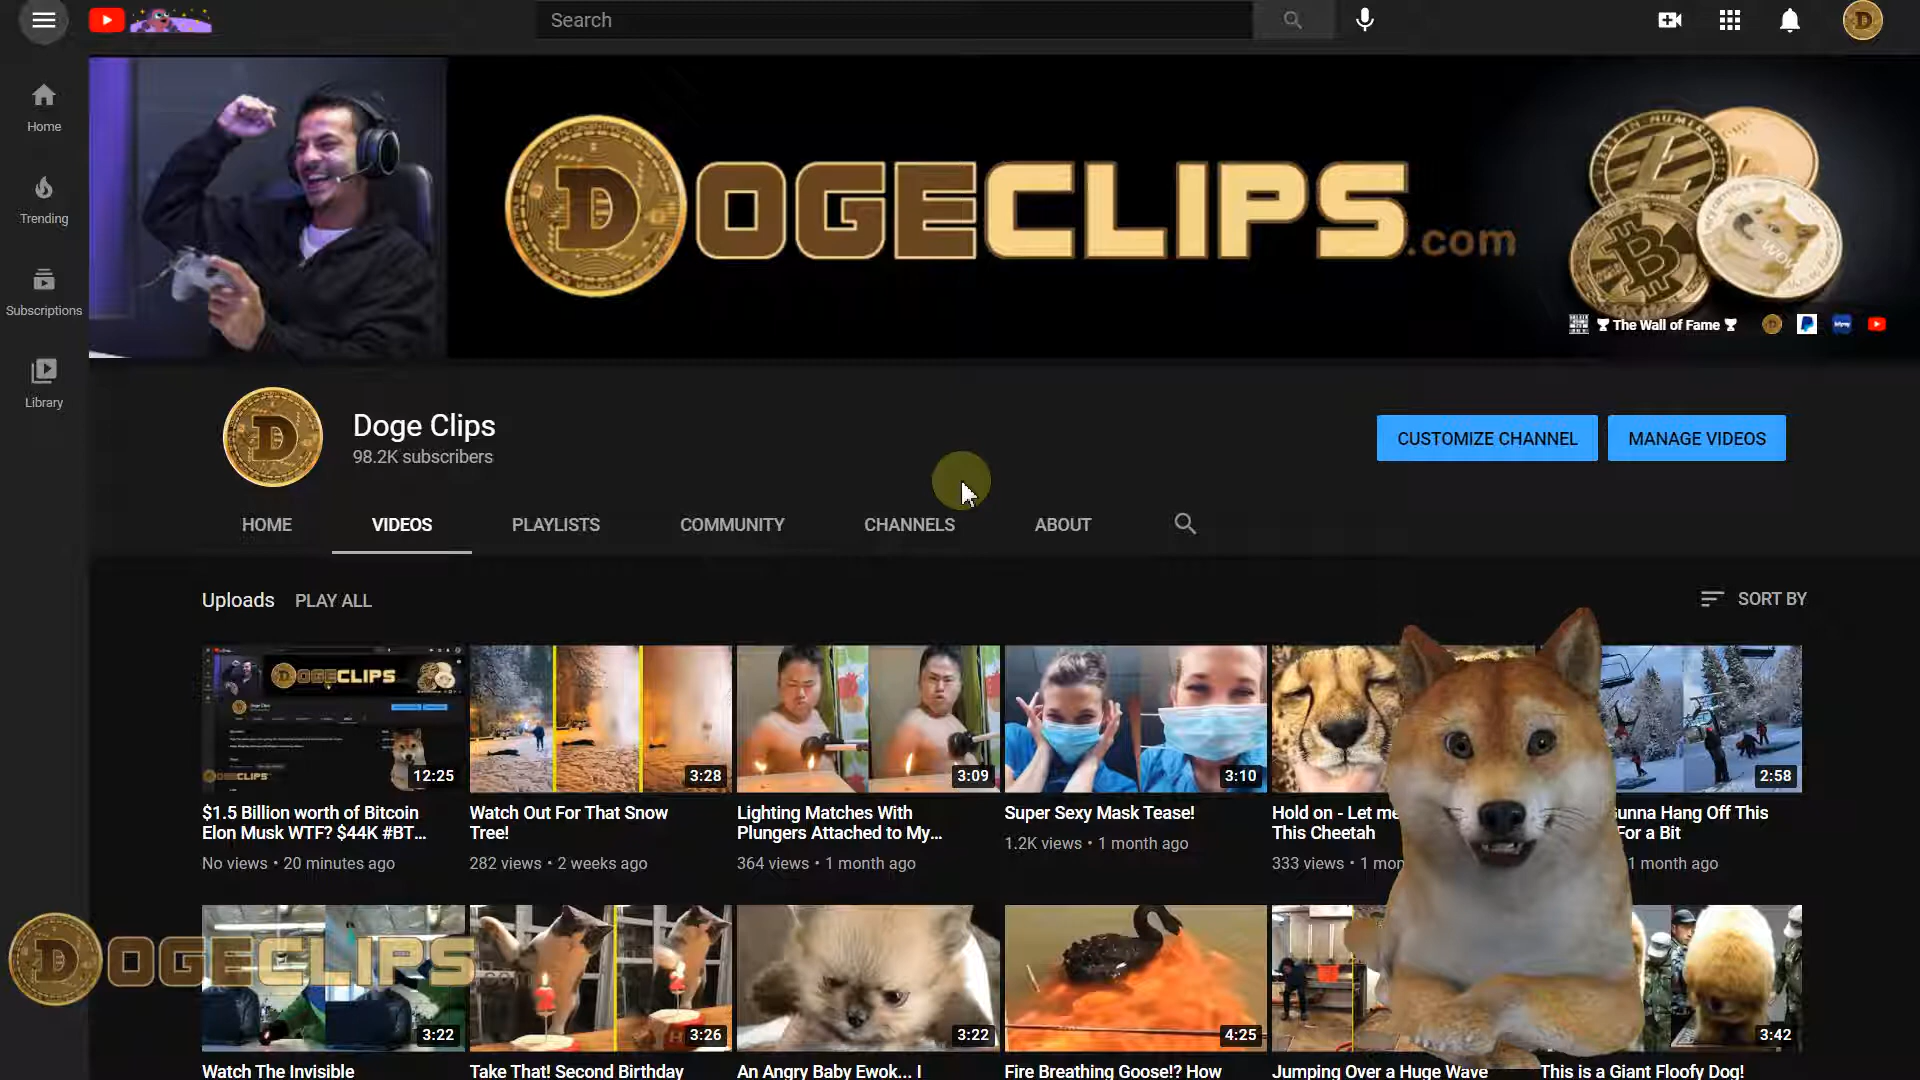 Search
Home
Trending
Subscriptions
Library
DOGECLIPS.com
The Wall of Fame
Doge Clips
98.2K subscribers
CUSTOMIZE CHANNEL
MANAGE VIDEOS
HOME
VIDEOS
PLAYLISTS
COMMUNITY
CHANNELS
ABOUT
Uploads
PLAY ALL
SORT BY
DOGECLIPS
12:25
3:28
3:09
3:10
2:58
$1.5 Billion worth of Bitcoin
Elon Musk WTF? $44K #BT...
No views • 20 minutes ago
Watch Out For That Snow
Tree!
282 views • 2 weeks ago
Lighting Matches With
Plungers Attached to My...
364 views • 1 month ago
Super Sexy Mask Tease!
1.2K views • 1 month ago
Hold on - Let me
This Cheetah
333 views • 1 mon
Gunna Hang Off This
For a Bit
1 month ago
DOGECLIPS
3:22
3:26
3:22
4:25
3:42
Watch The Invisible
Take That! Second Birthday
An Angry Baby Ewok... I
Fire Breathing Goose!? How
Jumping Over a Huge Wave
This is a Giant Floofy Dog!